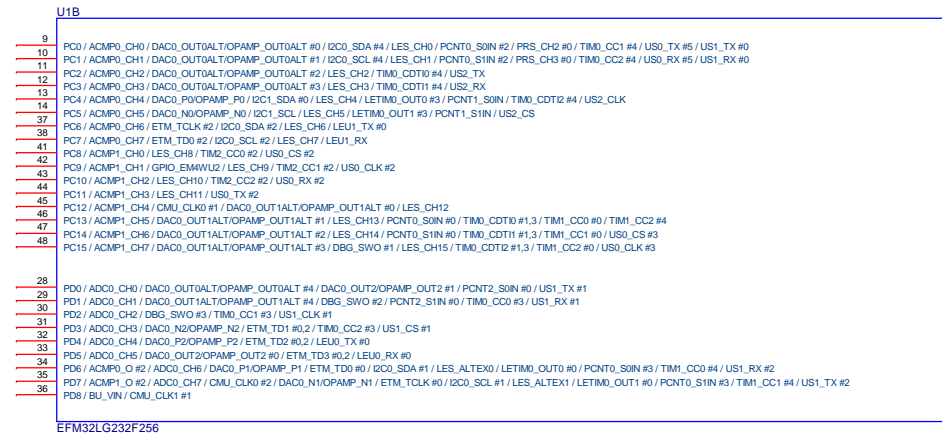 U1B
9 PC0 / ACMP0_CH0 / DAC0_OUT0ALT/OPAMP_OUT0ALT #0 / I2C0_SDA #4 / LES_CH0 / PCNT0_S0IN #2 / PRS_CH2 #0 / TIM0_CC1 #4 / US0_TX #5 / US1_TX #0
10 PC1 / ACMP0_CH1 / DAC0_OUT0ALT/OPAMP_OUT0ALT #1 / I2C0_SCL #4 / LES_CH1 / PCNT0_S1IN #2 / PRS_CH3 #0 / TIM0_CC2 #4 / US0_RX #5 / US1_RX #0
11 PC2 / ACMP0_CH2 / DAC0_OUT0ALT/OPAMP_OUT0ALT #2 / LES_CH2 / TIM0_CDTI0 #4 / US2_TX
12 PC3 / ACMP0_CH3 / DAC0_OUT0ALT/OPAMP_OUT0ALT #3 / LES_CH3 / TIM0_CDTI1 #4 / US2_RX
13 PC4 / ACMP0_CH4 / DAC0_P0/OPAMP_P0 / I2C1_SDA #0 / LES_CH4 / LETIM0_OUT0 #3 / PCNT1_S0IN / TIM0_CDTI2 #4 / US2_CLK
14 PC5 / ACMP0_CH5 / DAC0_N0/OPAMP_N0 / I2C1_SCL / LES_CH5 / LETIM0_OUT1 #3 / PCNT1_S1IN / US2_CS
37 PC6 / ACMP0_CH6 / ETM_TCLK #2 / I2C0_SDA #2 / LES_CH6 / LEU1_TX #0
38 PC7 / ACMP0_CH7 / ETM_TD0 #2 / I2C0_SCL #2 / LES_CH7 / LEU1_RX
41 PC8 / ACMP1_CH0 / LES_CH8 / TIM2_CC0 #2 / US0_CS #2
42 PC9 / ACMP1_CH1 / GPIO_EM4WU2 / LES_CH9 / TIM2_CC1 #2 / US0_CLK #2
43 PC10 / ACMP1_CH2 / LES_CH10 / TIM2_CC2 #2 / US0_RX #2
44 PC11 / ACMP1_CH3 / LES_CH11 / US0_TX #2
45 PC12 / ACMP1_CH4 / CMU_CLK0 #1 / DAC0_OUT1ALT/OPAMP_OUT1ALT #0 / LES_CH12
46 PC13 / ACMP1_CH5 / DAC0_OUT1ALT/OPAMP_OUT1ALT #1 / LES_CH13 / PCNT0_S0IN #0 / TIM0_CDTI0 #1,3 / TIM1_CC0 #0 / TIM1_CC2 #4
47 PC14 / ACMP1_CH6 / DAC0_OUT1ALT/OPAMP_OUT1ALT #2 / LES_CH14 / PCNT0_S1IN #0 / TIM0_CDTI1 #1,3 / TIM1_CC1 #0 / US0_CS #3
48 PC15 / ACMP1_CH7 / DAC0_OUT1ALT/OPAMP_OUT1ALT #3 / DBG_SWO #1 / LES_CH15 / TIM0_CDTI2 #1,3 / TIM1_CC2 #0 / US0_CLK #3
28 PD0 / ADC0_CH0 / DAC0_OUT0ALT/OPAMP_OUT0ALT #4 / DAC0_OUT2/OPAMP_OUT2 #1 / PCNT2_S0IN #0 / US1_TX #1
29 PD1 / ADC0_CH1 / DAC0_OUT1ALT/OPAMP_OUT1ALT #4 / DBG_SWO #2 / PCNT2_S1IN #0 / TIM0_CC0 #3 / US1_RX #1
30 PD2 / ADC0_CH2 / DBG_SWO #3 / TIM0_CC1 #3 / US1_CLK #1
31 PD3 / ADC0_CH3 / DAC0_N2/OPAMP_N2 / ETM_TD1 #0,2 / TIM0_CC2 #3 / US1_CS #1
32 PD4 / ADC0_CH4 / DAC0_P2/OPAMP_P2 / ETM_TD2 #0,2 / LEU0_TX #0
33 PD5 / ADC0_CH5 / DAC0_OUT2/OPAMP_OUT2 #0 / ETM_TD3 #0,2 / LEU0_RX #0
34 PD6 / ACMP0_O #2 / ADC0_CH6 / DAC0_P1/OPAMP_P1 / ETM_TD0 #0 / I2C0_SDA #1 / LES_ALTEX0 / LETIM0_OUT0 #0 / PCNT0_S0IN #3 / TIM1_CC0 #4 / US1_RX #2
35 PD7 / ACMP1_O #2 / ADC0_CH7 / CMU_CLK0 #2 / DAC0_N1/OPAMP_N1 / ETM_TCLK #0 / I2C0_SCL #1 / LES_ALTEX1 / LETIM0_OUT1 #0 / PCNT0_S1IN #3 / TIM1_CC1 #4 / US1_TX #2
36 PD8 / BU_VIN / CMU_CLK1 #1
EFM32LG232F256